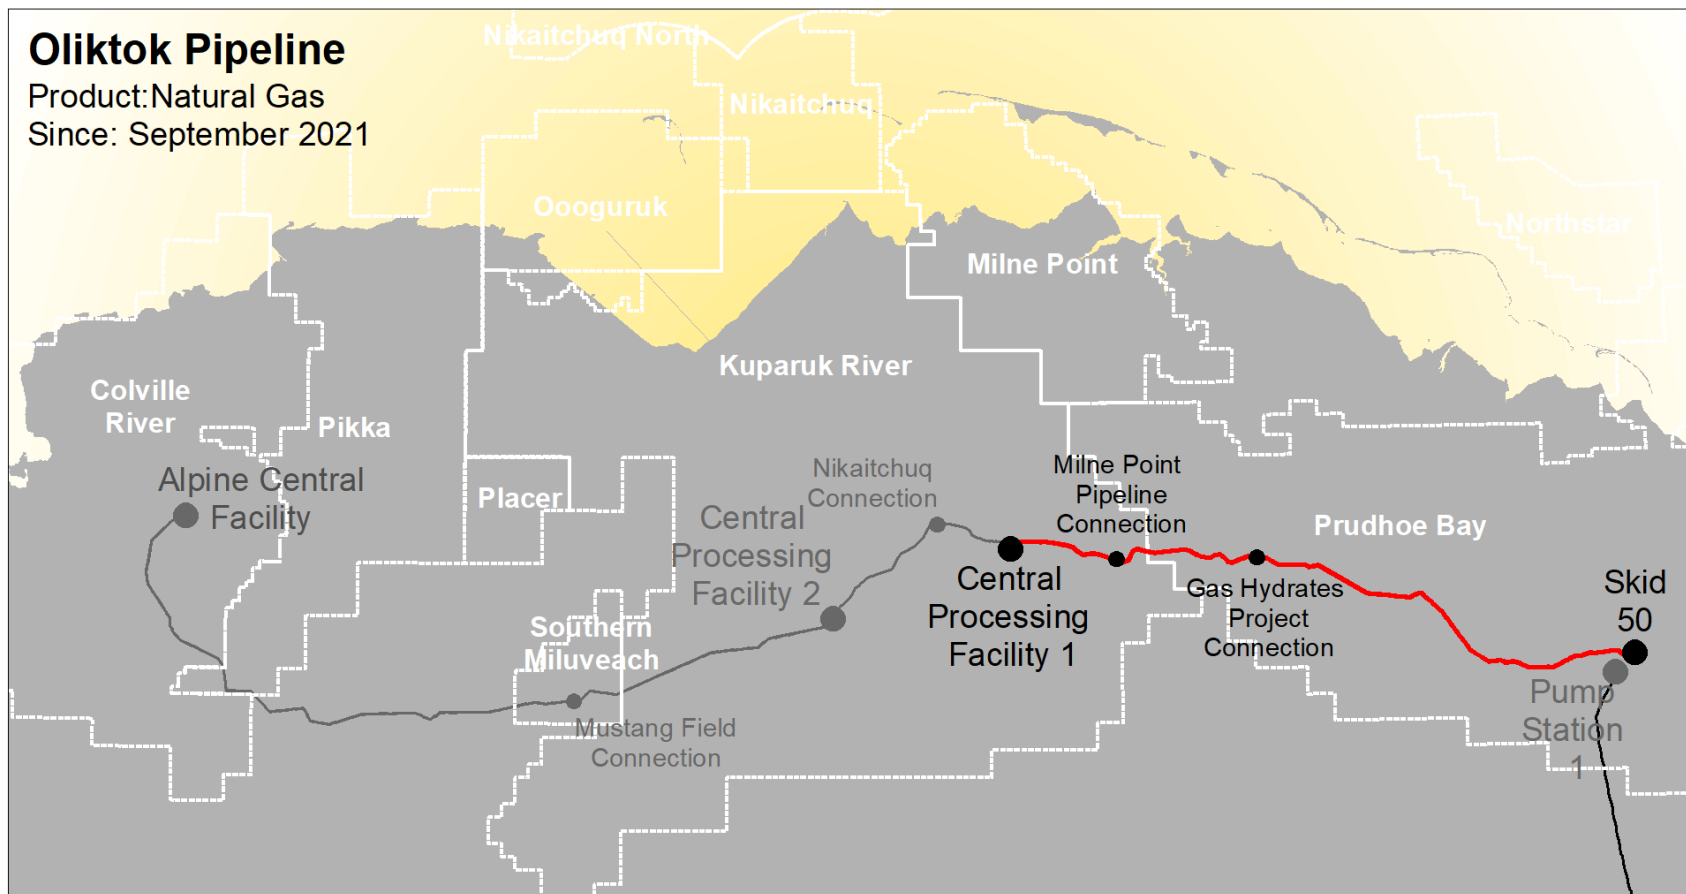 Oliktok Pipeline
Product:Natural Gas
Since: September 2021
Nikaitchuq North
Nikaitchuq
Oooguruk
Northstar
Milne Point
Kuparuk River
Colville
River
Pikka
Alpine Central
Facility
Placer
Nikaitchuq
Connection
Milne Point
Pipeline
Connection
Central
Processing
Facility 2
Prudhoe Bay
Central
Processing
Facility 1
Gas Hydrates
Project
Connection
Skid
50
Southern
Miluveach
Mustang Field
Connection
Pump
Station
1